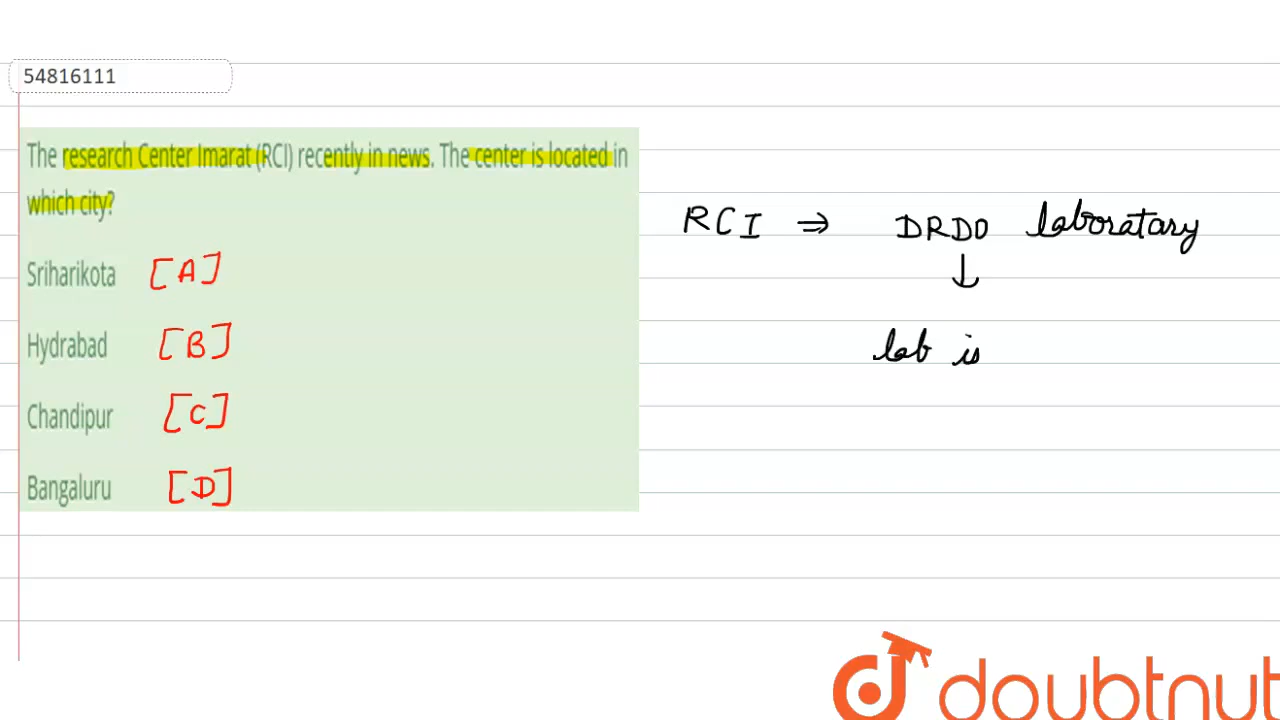 54816111
The research Center Imarat (RCI) recently in news. The center is located in
which city?
RCI ⇒ DRDO laboratary
Sriharikota [A]
Hydrabad [B]
lab is
Chandipur [C]
Bangaluru [D]
doubtnut